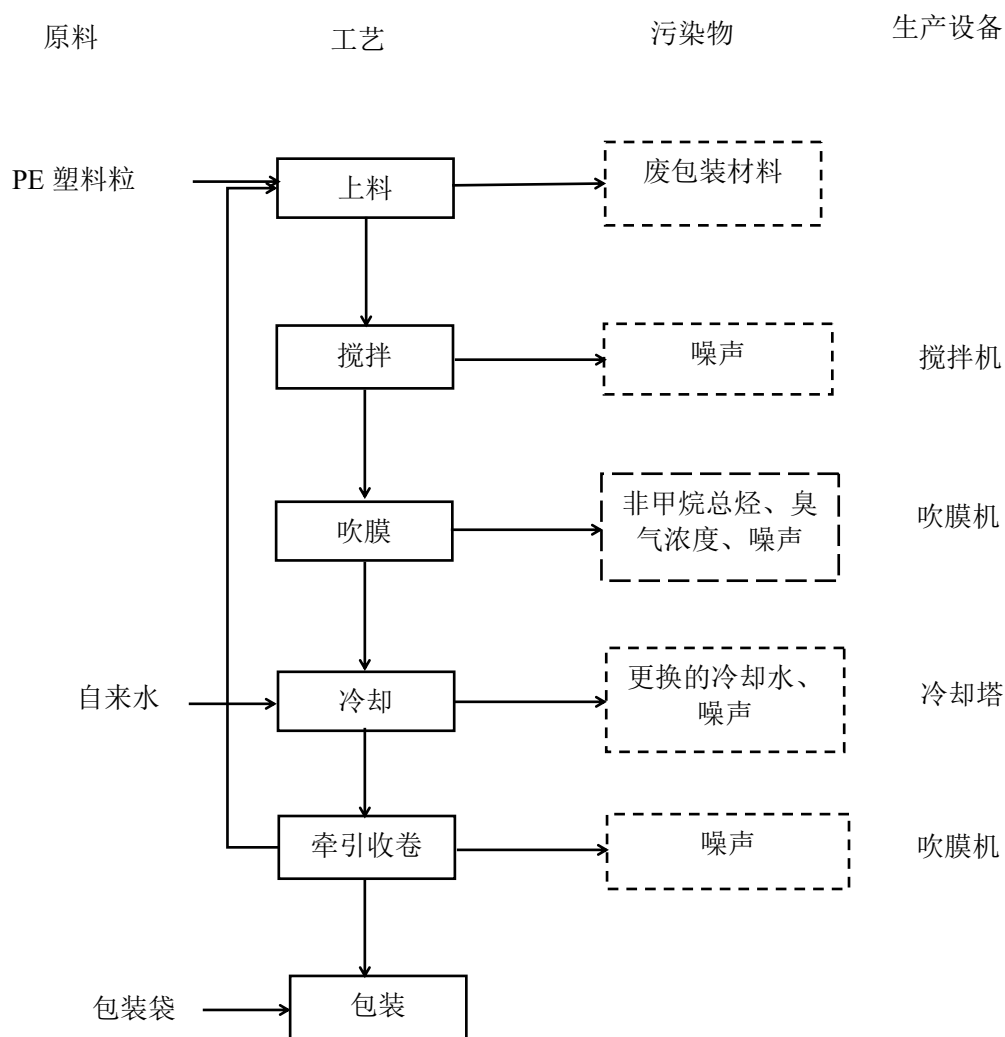 原料 工艺 污染物 生产设备
PE 塑料粒 上料 废包装材料
搅拌 噪声 搅拌机
吹膜 非甲烷总烃、臭
气浓度、噪声 吹膜机
自来水 冷却 更换的冷却水、
噪声 冷却塔
牵引收卷 噪声 吹膜机
包装袋 包装